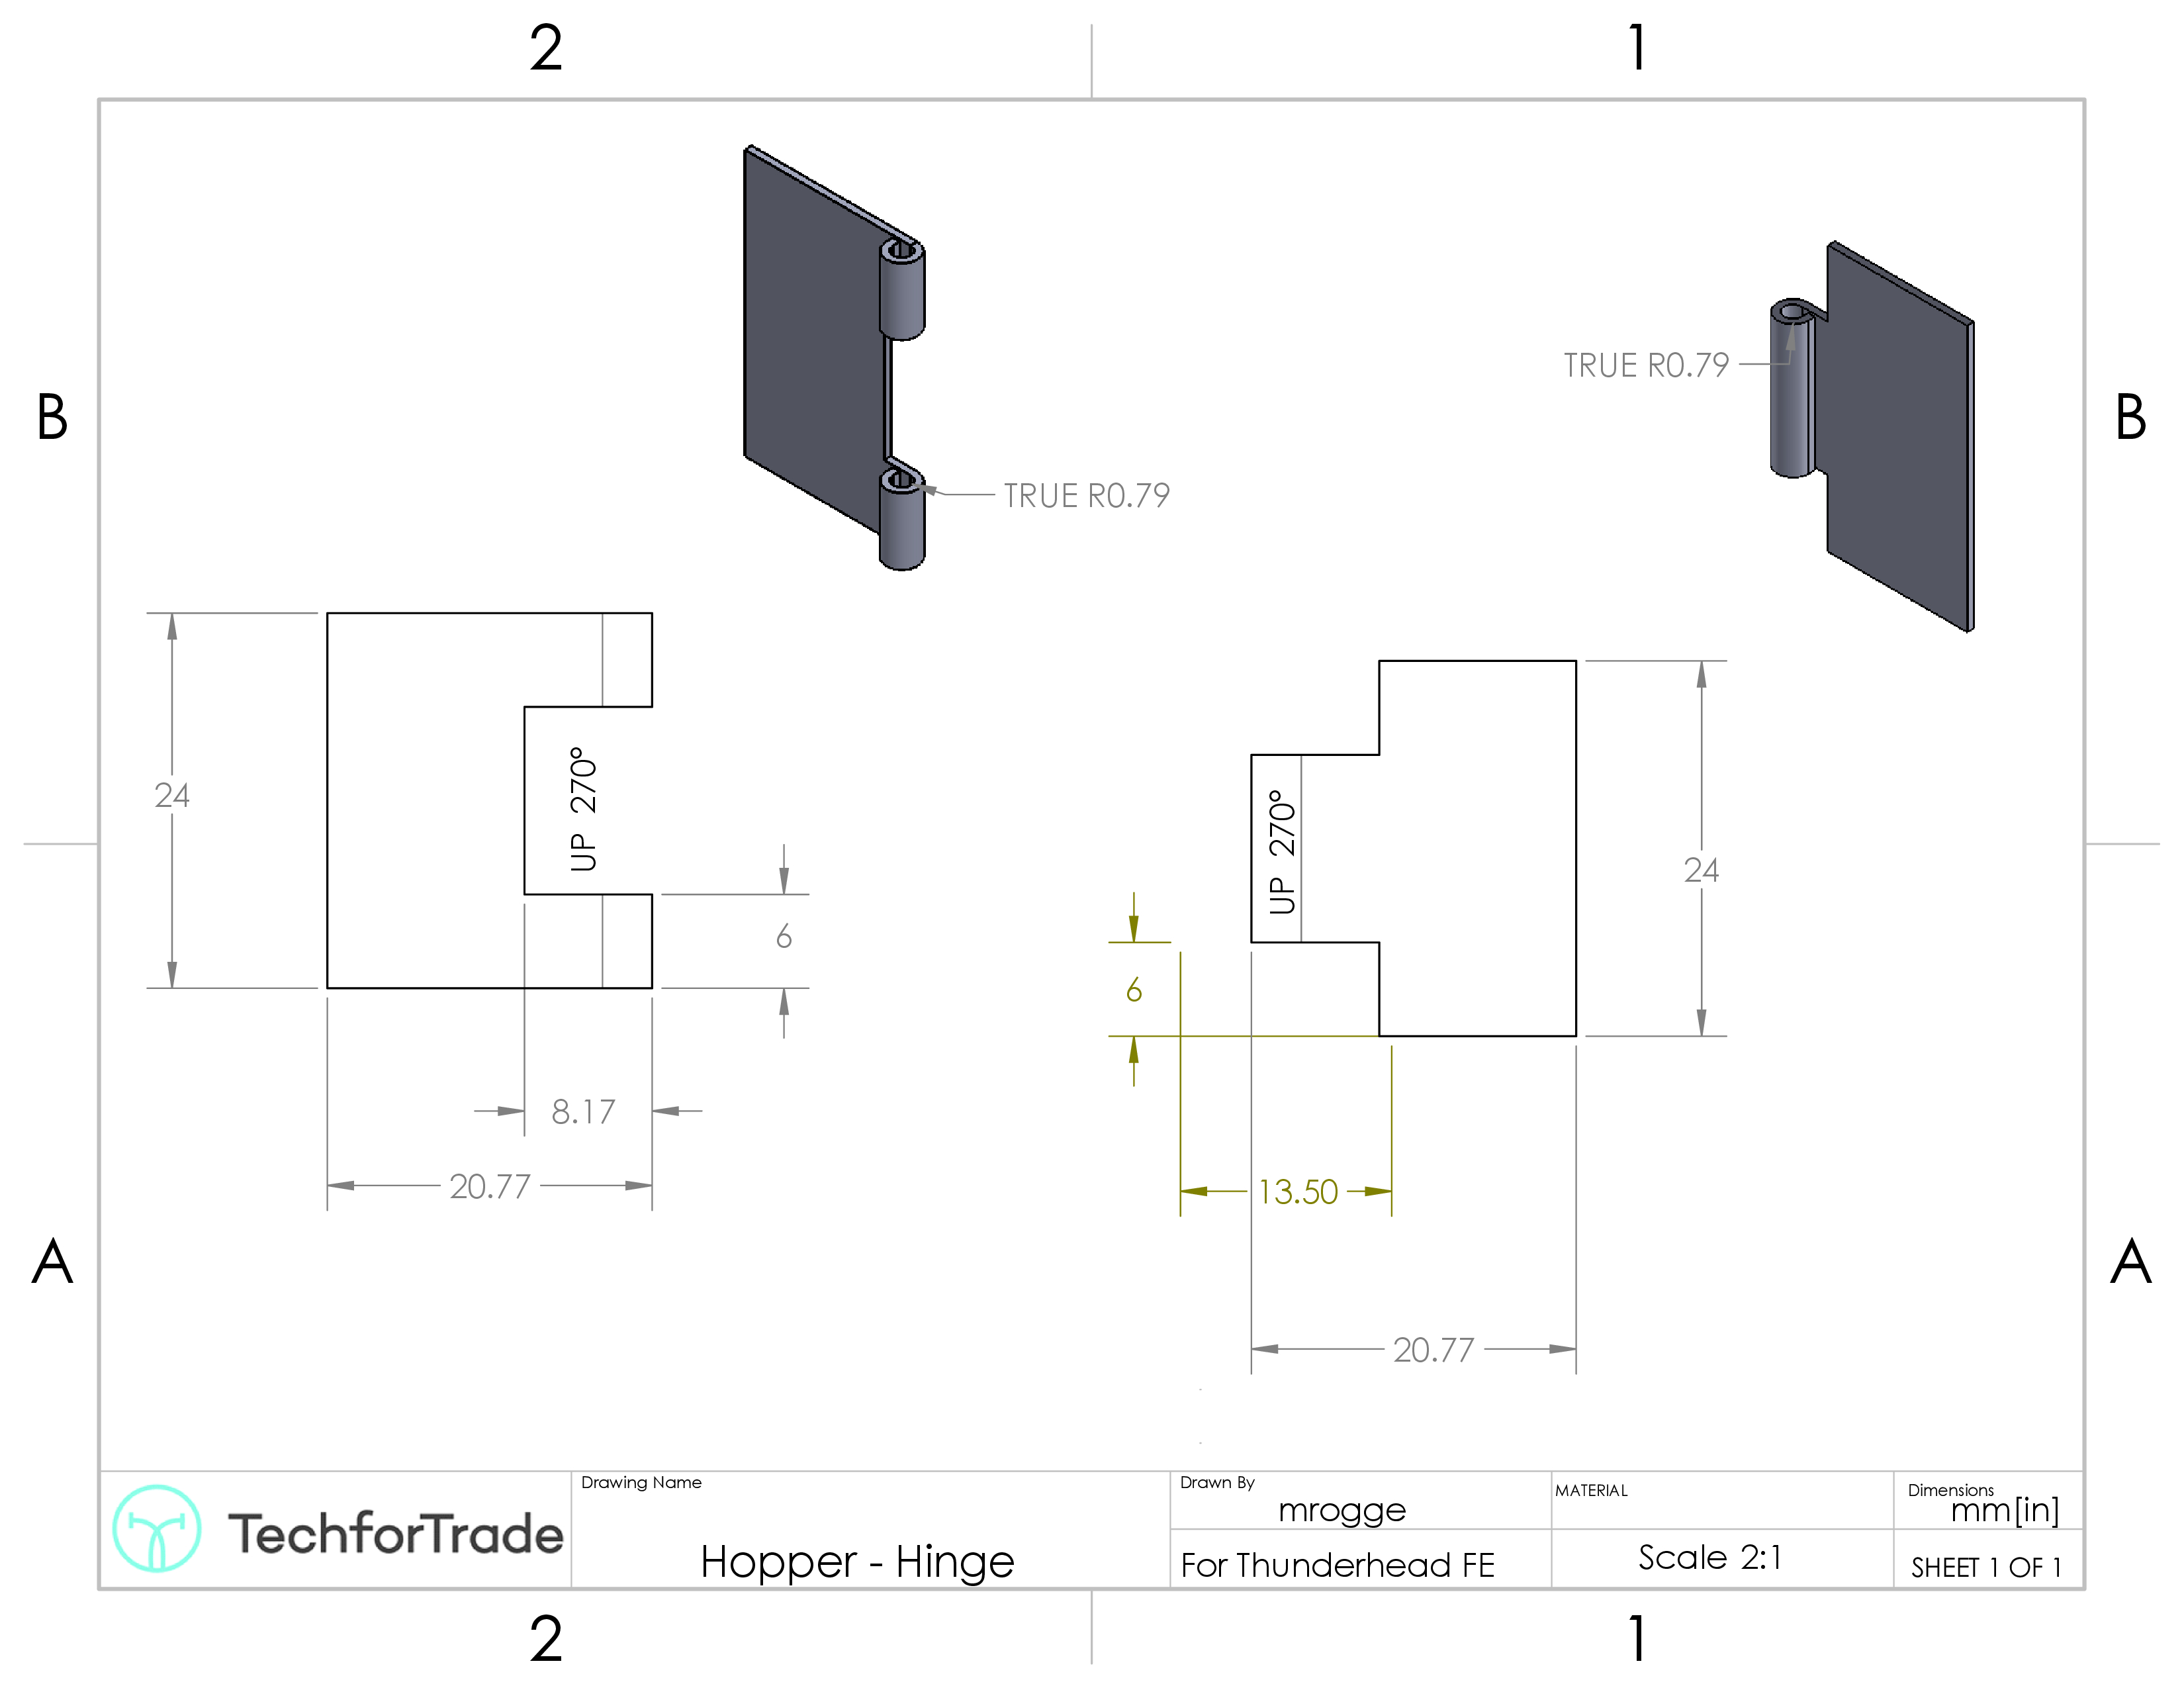 2 1
B B
TRUE R0.79
TRUE R0.79
UP 270°
24
UP 270°
24
6
6
8.17
20.77
13.50
A A
20.77
TechforTrade
Drawing Name
Hopper - Hinge
Drawn By
mrogge
For Thunderhead FE
MATERIAL
Scale 2:1
Dimensions
mm[in]
SHEET 1 OF 1
2 1